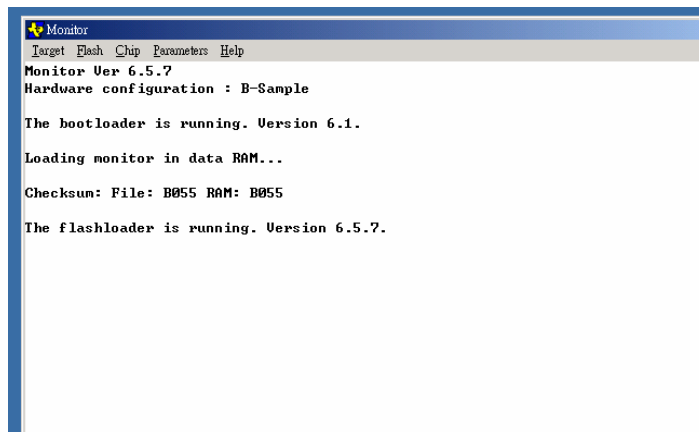 Monitor
Target Flash Chip Parameters Help
Monitor Ver 6.5.7
Hardware configuration : B-Sample
The bootloader is running. Version 6.1.
Loading monitor in data RAM...
Checksum: File: B055 RAM: B055
The flashloader is running. Version 6.5.7.